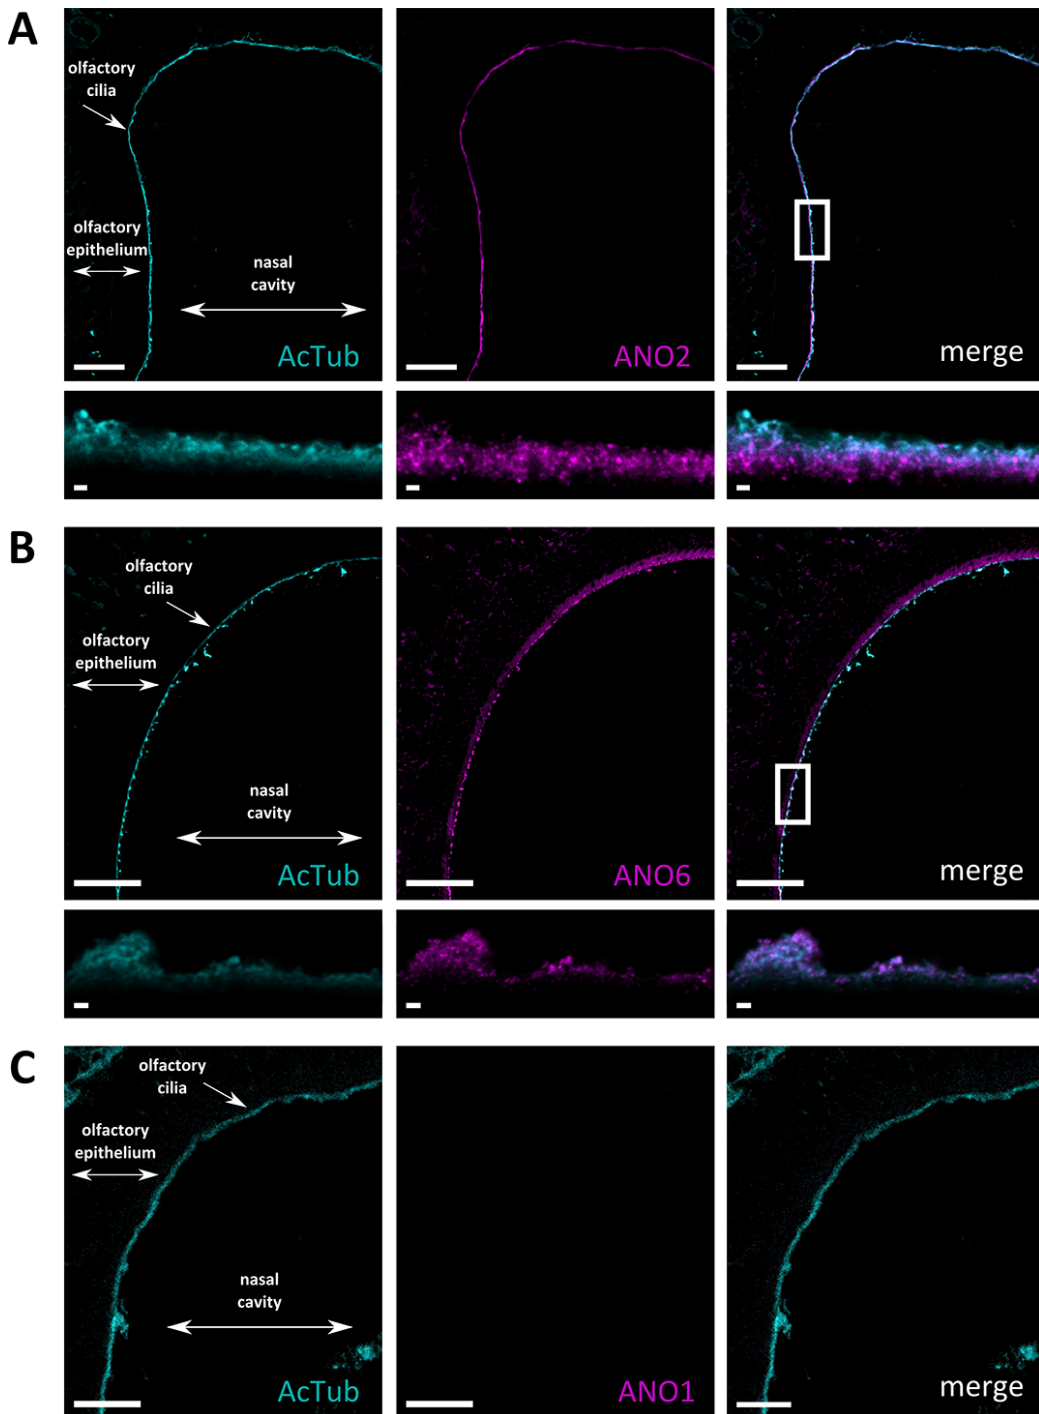 A
olfactory
cilia
olfactory
epithelium
nasal
cavity
AcTub
ANO2
merge
B
olfactory
cilia
olfactory
epithelium
nasal
cavity
AcTub
ANO6
merge
C
olfactory
cilia
olfactory
epithelium
nasal
cavity
AcTub
ANO1
merge